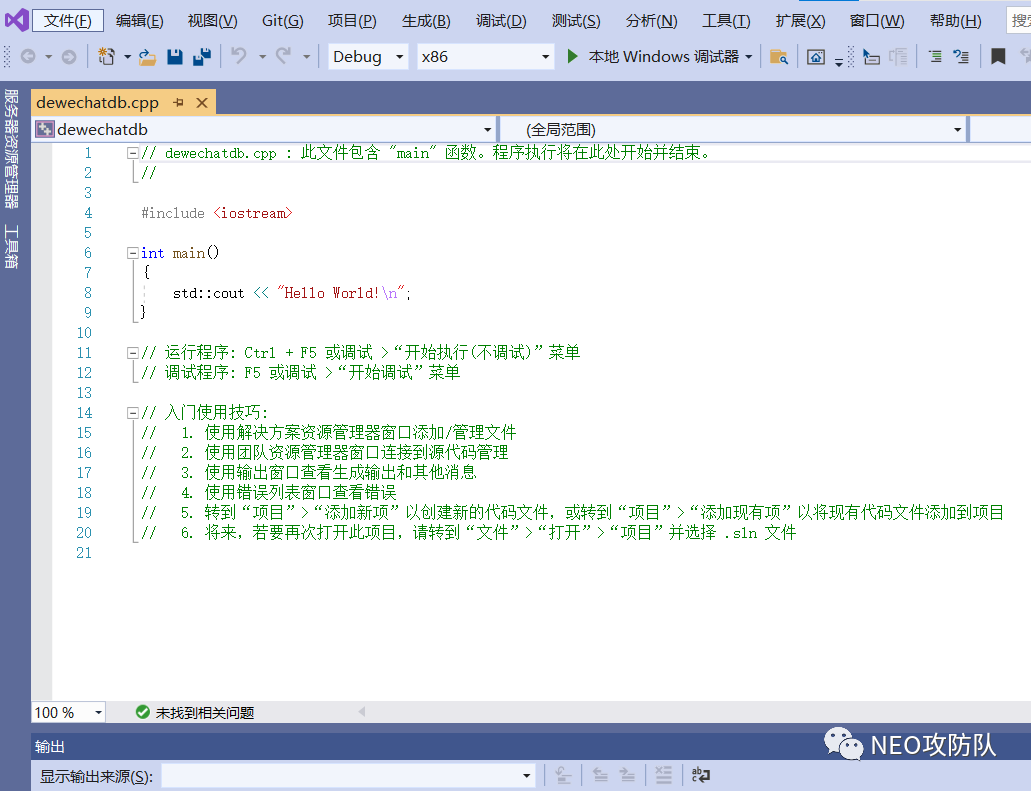 文件(F) 编辑(E) 视图(V) Git(G) 项目(P) 生成(B) 调试(D) 测试(S) 分析(N) 工具(T) 扩展(X) 窗口(W) 帮助(H)
Debug x86 本地 Windows 调试器
服务器资源管理器
工具箱
dewechatdb.cpp
dewechatdb (全局范围)
1 // dewechatdb.cpp : 此文件包含 "main" 函数。程序执行将在此处开始并结束。
2 //
3
4 #include <iostream>
5
6 int main()
7 {
8 std::cout << "Hello World!\n";
9 }
10
11 // 运行程序: Ctrl + F5 或调试 >“开始执行(不调试)”菜单
12 // 调试程序: F5 或调试 >“开始调试”菜单
13
14 // 入门使用技巧:
15 // 1. 使用解决方案资源管理器窗口添加/管理文件
16 // 2. 使用团队资源管理器窗口连接到源代码管理
17 // 3. 使用输出窗口查看生成输出和其他消息
18 // 4. 使用错误列表窗口查看错误
19 // 5. 转到“项目”>“添加新项”以创建新的代码文件，或转到“项目”>“添加现有项”以将现有代码文件添加到项目
20 // 6. 将来，若要再次打开此项目，请转到“文件”>“打开”>“项目”并选择 .sln 文件
21
100 % 未找到相关问题
输出
NEO攻防队
显示输出来源(S):